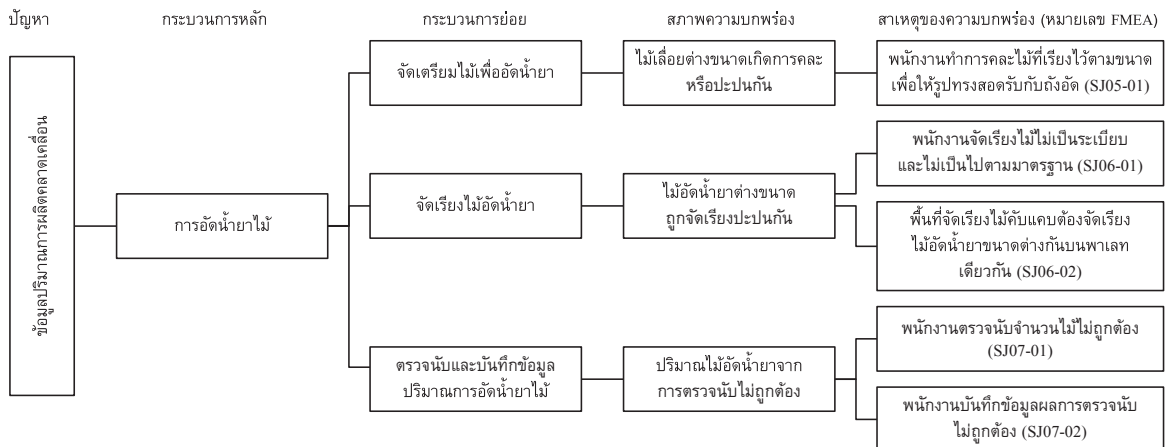 ปัญหา
กระบวนการหลัก
กระบวนการย่อย
สภาพความบกพร่อง
สาเหตุของความบกพร่อง (หมายเลข FMEA)
ข้อมูลปริมาณการผลิตคลาดเคลื่อน
การอัดน้ำยาไม้
จัดเตรียมไม้เพื่ออัดน้ำยา
ไม้เลื่อยต่างขนาดเกิดการคละ
หรือปะปนกัน
พนักงานทำการคละไม้ที่เรียงไว้ตามขนาด
เพื่อให้รูปทรงสอดรับกับถังอัด (SJ05-01)
จัดเรียงไม้อัดน้ำยา
ไม้อัดน้ำยาต่างขนาด
ถูกจัดเรียงปะปนกัน
พนักงานจัดเรียงไม้ไม่เป็นระเบียบ
และไม่เป็นไปตามมาตรฐาน (SJ06-01)
พื้นที่จัดเรียงไม้คับแคบต้องจัดเรียง
ไม้อัดน้ำยาขนาดต่างกันบนพาเลท
เดียวกัน (SJ06-02)
ตรวจนับและบันทึกข้อมูล
ปริมาณการอัดน้ำยาไม้
ปริมาณไม้อัดน้ำยาจาก
การตรวจนับไม่ถูกต้อง
พนักงานตรวจนับจำนวนไม้ไม่ถูกต้อง
(SJ07-01)
พนักงานบันทึกข้อมูลผลการตรวจนับ
ไม่ถูกต้อง (SJ07-02)